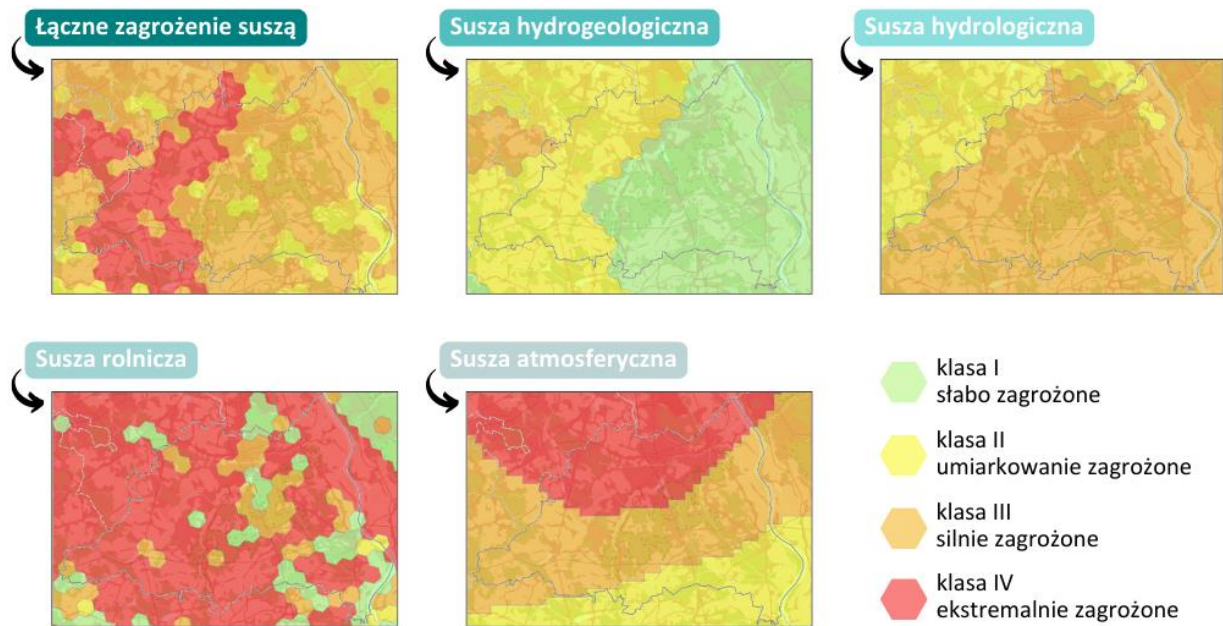 Łączne zagrożenie suszą
Susza hydrogeologiczna
Susza hydrologiczna
Susza rolnicza
Susza atmosferyczna
klasa I
słabo zagrożone
klasa II
umiarkowanie zagrożone
klasa III
silnie zagrożone
klasa IV
ekstremalnie zagrożone